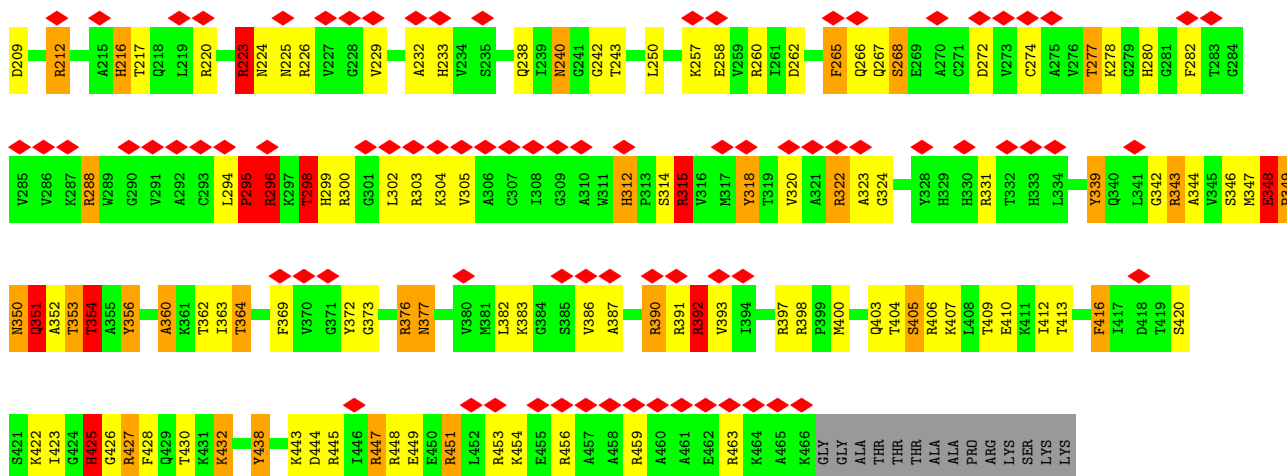 D209 R212 A215 H216 T217 Q218 L219 R220 R223 N224 N225 R226 V227 G228 V229 A232 H233 V234 S235 Q238 I239 N240 G241 G242 T243 L250 K257 E258 V259 R260 I261 D262 F265 Q266 Q267 S268 E269 A270 C271 D272 V273 C274 A275 V276 T277 K278 G279 H280 G281 F282 T283 G284
V285 V286 K287 R288 W289 G290 V291 A292 C293 L294 P295 R296 K297 T298 H299 R300 G301 L302 R303 K304 V305 A306 C307 I308 G309 A310 W311 H312 P313 S314 R315 V316 M317 Y318 T319 V320 A321 R322 A323 G324 Y328 H329 H330 R331 T332 H333 L334 Y339 Q340 L341 G342 R343 A344 V345 S346 M347 E348
N350 Q351 A352 T353 T354 A355 Y356 A360 K361 T362 I363 T364 F369 V370 G371 Y372 G373 R376 N377 V380 M381 L382 K383 G384 S385 V386 A387 R390 R391 R392 V393 I394 R397 R398 P399 M400 Q403 T404 S405 R406 K407 L408 T409 E410 K411 I412 T413 F416 I417 D418 T419 S420
S421 K422 I423 G424 H425 G426 R427 F428 Q429 T430 K431 K432 Y438 K443 D444 R445 I446 R447 R448 E449 E450 R451 L452 R453 K454 E455 R456 A457 A458 R459 A460 A461 E462 R463 K464 A465 K466 GLY GLY ALA THR THR THR ALA ALA PRO ARG LYS SER LYS LYS